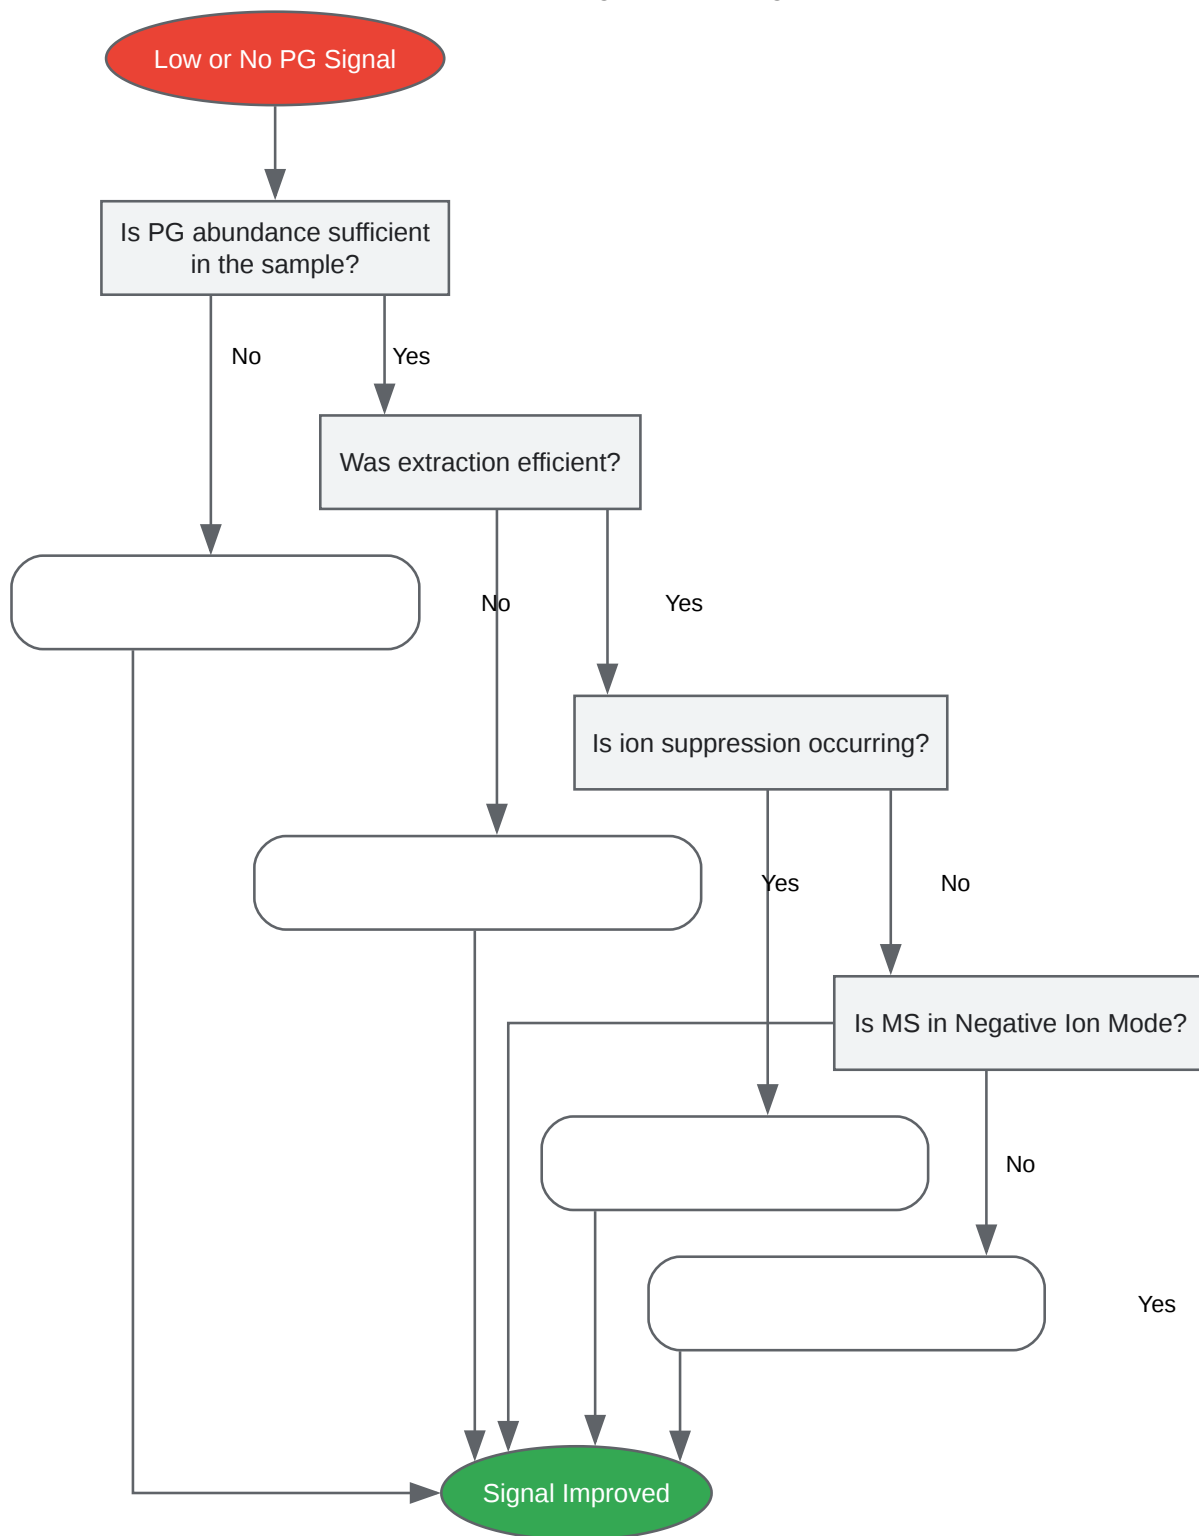 Low or No PG Signal
Is PG abundance sufficient
in the sample?
No
Yes
Was extraction efficient?
No
Yes
Is ion suppression occurring?
Yes
No
Is MS in Negative Ion Mode?
No
Yes
Signal Improved